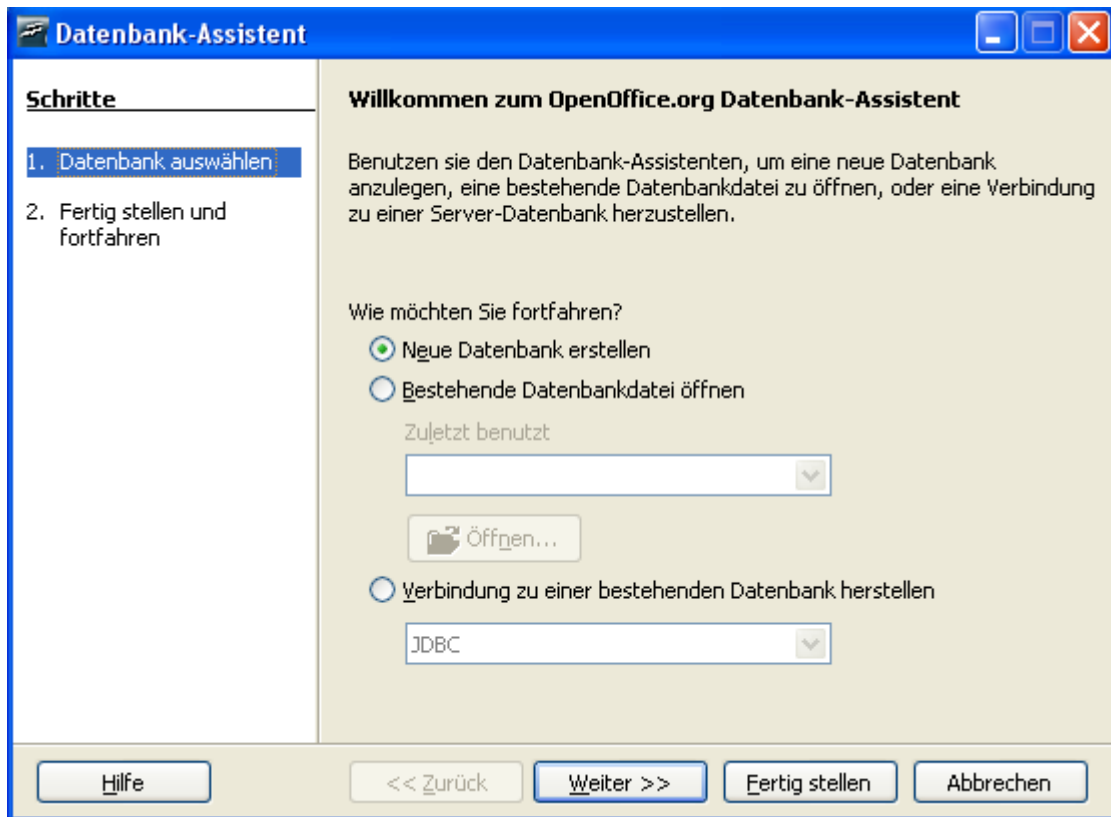 Datenbank-Assistent
Schritte
1. Datenbank auswählen
2. Fertig stellen und
fortfahren
Willkommen zum OpenOffice.org Datenbank-Assistent
Benutzen sie den Datenbank-Assistenten, um eine neue Datenbank
anzulegen, eine bestehende Datenbankdatei zu öffnen, oder eine Verbindung
zu einer Server-Datenbank herzustellen.
Wie möchten Sie fortfahren?
Neue Datenbank erstellen
Bestehende Datenbankdatei öffnen
Zuletzt benutzt
Öffnen...
Verbindung zu einer bestehenden Datenbank herstellen
JDBC
Hilfe
<< Zurück
Weiter >>
Fertig stellen
Abbrechen